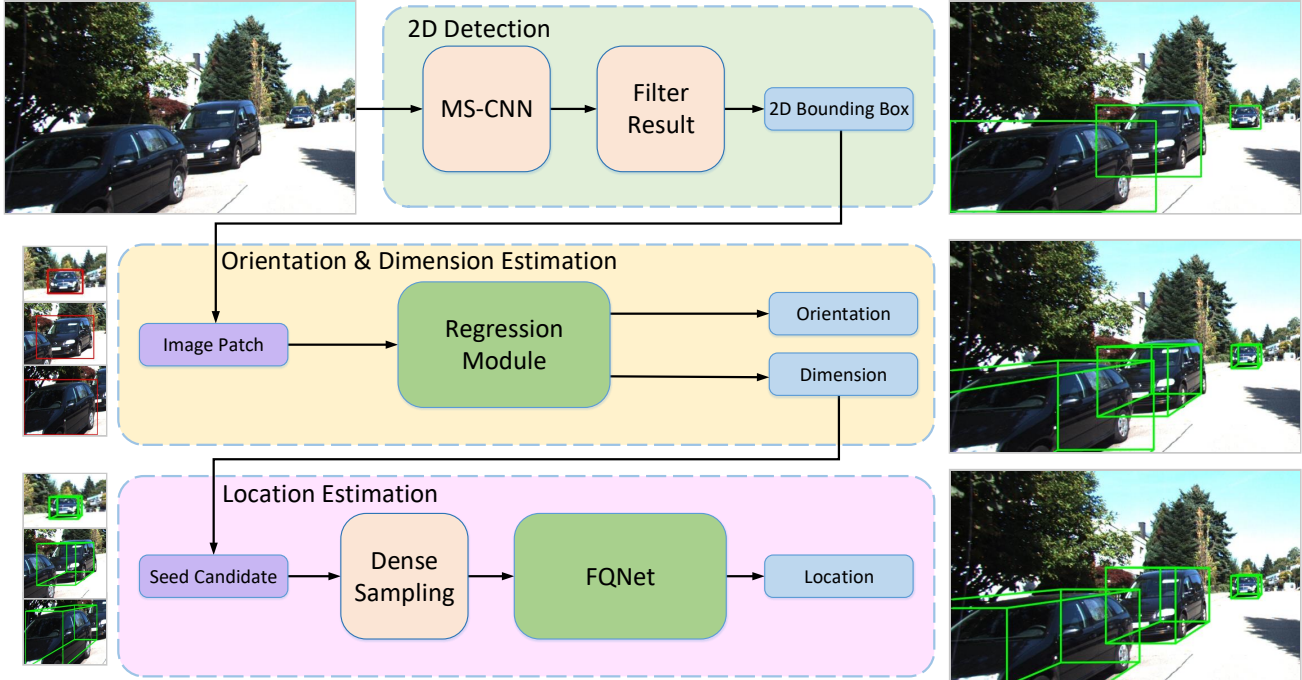 2D Detection
MS-CNN
Filter
Result
2D Bounding Box
Orientation & Dimension Estimation
Image Patch
Regression
Module
Orientation
Dimension
Location Estimation
Seed Candidate
Dense
Sampling
FQNet
Location